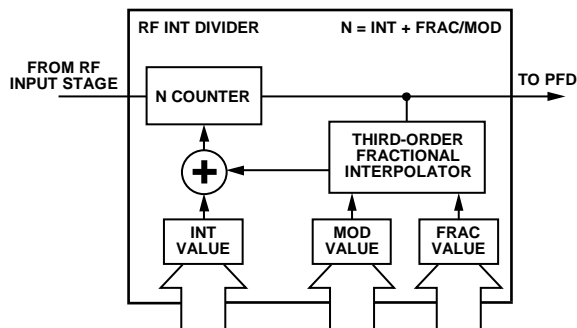 RF INT DIVIDER
N = INT + FRAC/MOD
FROM RF
INPUT STAGE
TO PFD
N COUNTER
THIRD-ORDER
FRACTIONAL
INTERPOLATOR
+
INT
VALUE
MOD
VALUE
FRAC
VALUE